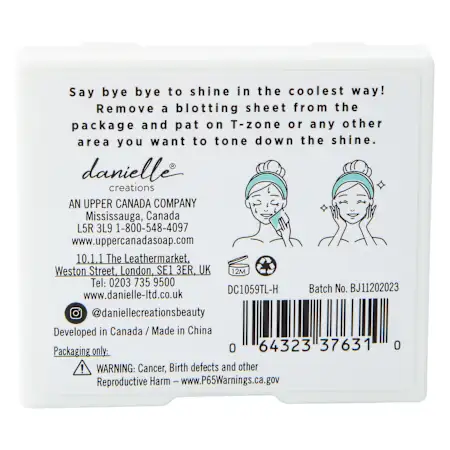 Say bye bye to shine in the coolest way!
Remove a blotting sheet from the
package and pat on T-zone or any other
area you want to tone down the shine.
danielle®
creations
AN UPPER CANADA COMPANY
Mississauga, Canada
L5R 3L9 1-800-548-4097
www.uppercanadasoap.com
10.1.1 The Leathermarket,
Weston Street, London, SE1 3ER, UK
Tel: 0203 735 9500
www.danielle-ltd.co.uk
@daniellecreationsbeauty
Developed in Canada / Made in China
12M
DC1059TL-H Batch No. BJ11202023
0 64323 37631 0
Packaging only:
WARNING: Cancer, Birth defects and other
Reproductive Harm – www.P65Warnings.ca.gov